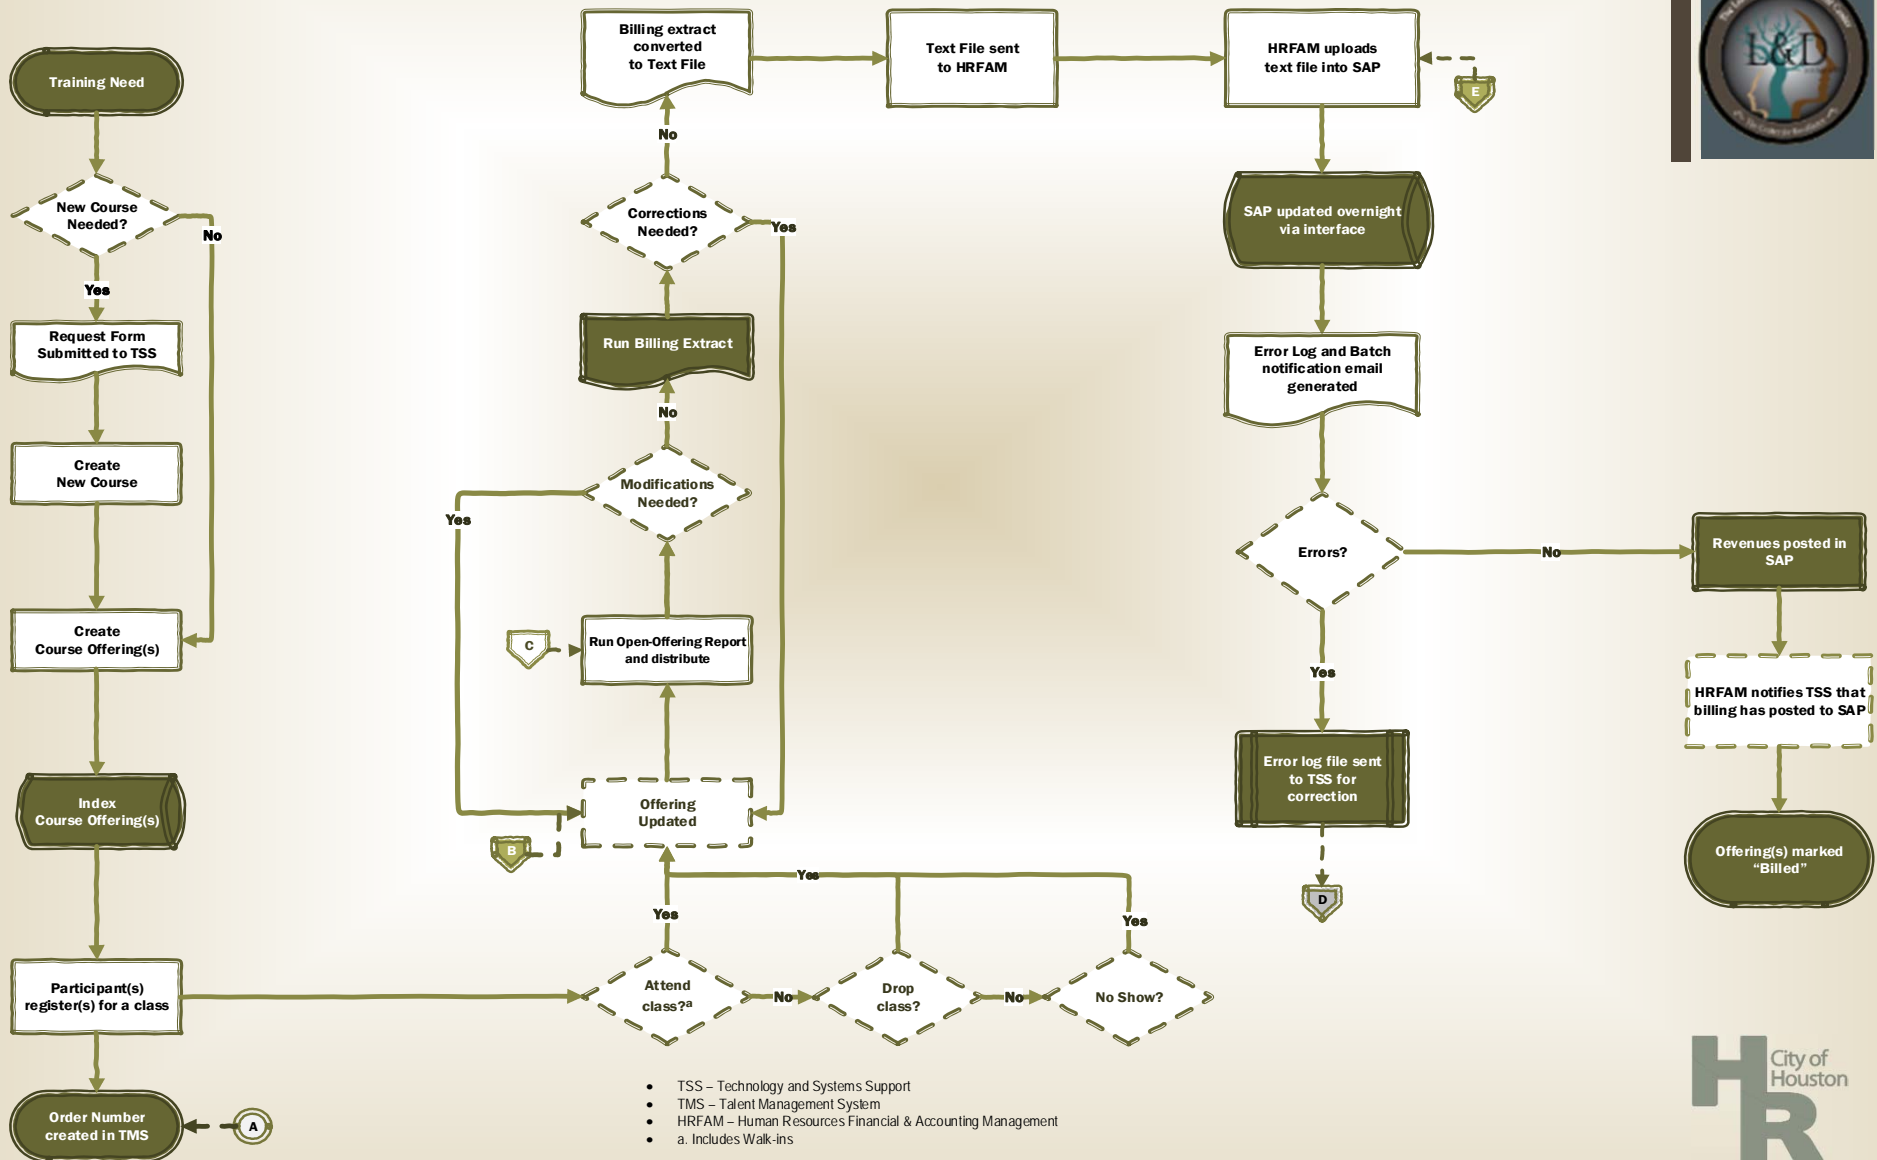 Training Need
New Course
Needed?
No
Yes
Request Form
Submitted to TSS
Create
New Course
Create
Course Offering(s)
Index
Course Offering(s)
Participant(s)
register(s) for a class
Order Number
created in TMS
A
Billing extract
converted
to Text File
No
Corrections
Needed?
Yes
Run Billing Extract
No
Modifications
Needed?
Yes
C
Run Open-Offering Report
and distribute
Offering
Updated
B
Yes
Yes
Yes
Attend
class?a
No
Drop
class?
No
No Show?
Text File sent
to HRFAM
HRFAM uploads
text file into SAP
E
SAP updated overnight
via interface
Error Log and Batch
notification email
generated
Errors?
No
Yes
Error log file sent
to TSS for
correction
D
Revenues posted in
SAP
HRFAM notifies TSS that
billing has posted to SAP
Offering(s) marked
“Billed”
• TSS – Technology and Systems Support
• TMS – Talent Management System
• HRFAM – Human Resources Financial & Accounting Management
• a. Includes Walk-ins
L&D
HR
City of
Houston